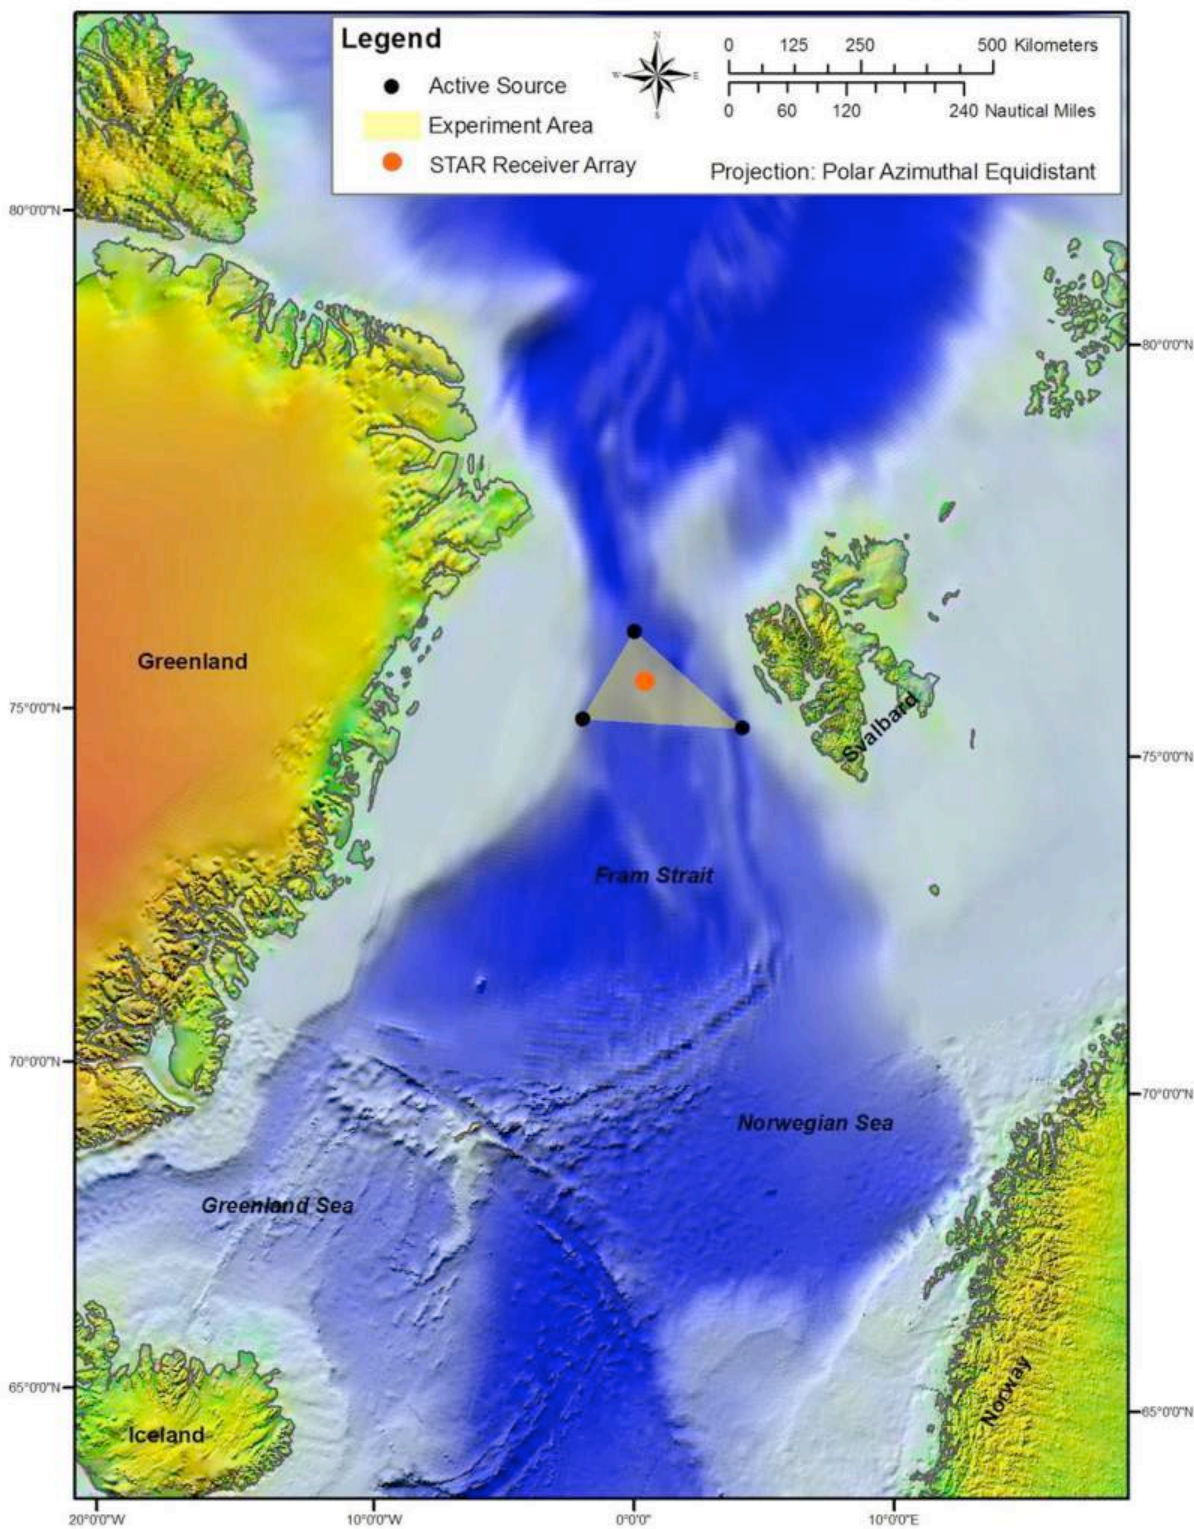 Legend
N
W
E
S
0 125 250 500 Kilometers
0 60 120 240 Nautical Miles
Active Source
Experiment Area
STAR Receiver Array
Projection: Polar Azimuthal Equidistant
80°0'0"N
80°0'0"N
Greenland
75°0'0"N
Svalbard
75°0'0"N
Fram Strait
70°0'0"N
70°0'0"N
Norwegian Sea
Greenland Sea
65°0'0"N
65°0'0"N
Norway
Iceland
20°0'0"W
10°0'0"W
0°0'0"
10°0'0"E